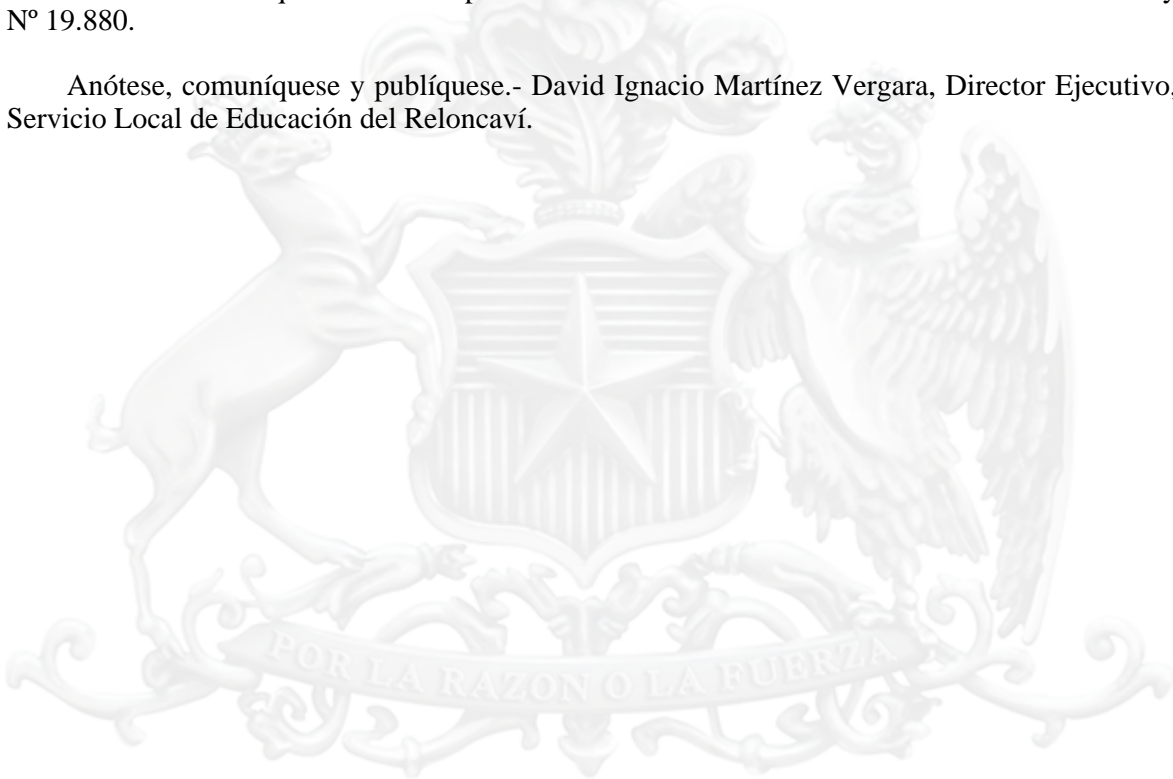 Nº 19.880.
Anótese, comuníquese y publíquese.- David Ignacio Martínez Vergara, Director Ejecutivo,
Servicio Local de Educación del Reloncaví.
POR LA RAZON O LA FUERZA